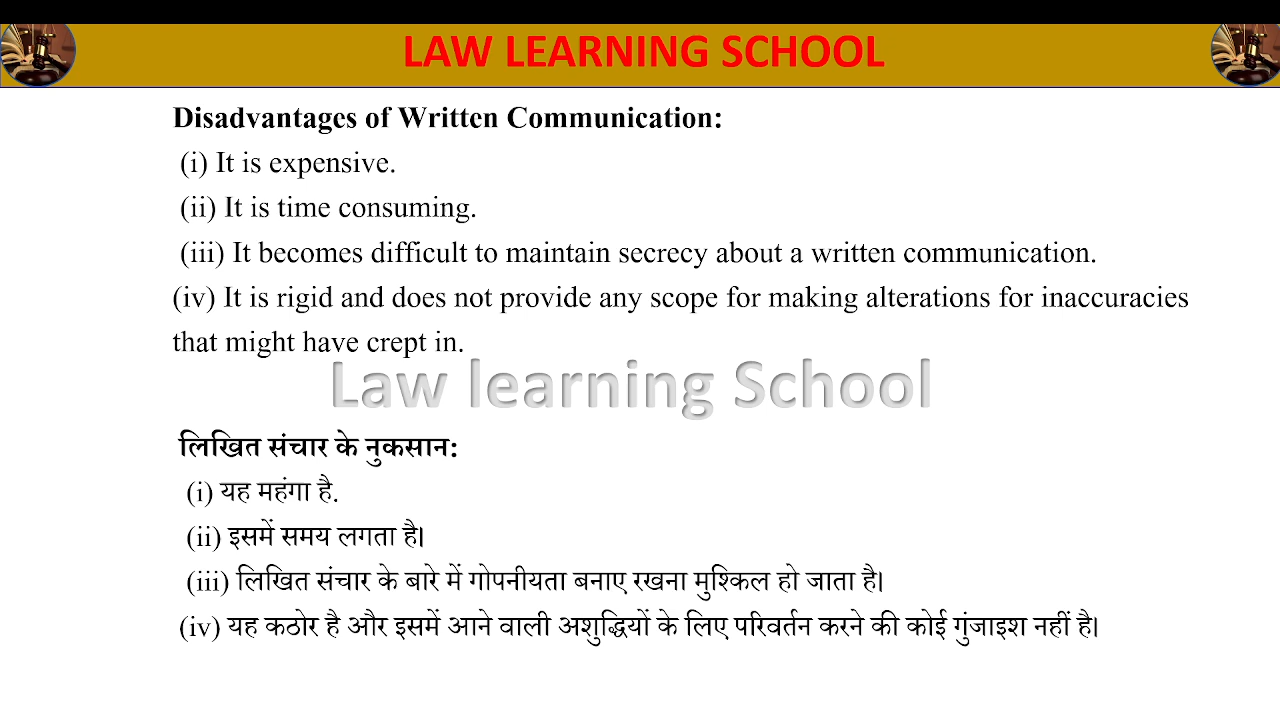 LAW LEARNING SCHOOL
Disadvantages of Written Communication:
(i) It is expensive.
(ii) It is time consuming.
(iii) It becomes difficult to maintain secrecy about a written communication.
(iv) It is rigid and does not provide any scope for making alterations for inaccuracies
that might have crept in.
Law learning School
लिखित संचार के नुकसान:
(i) यह महंगा है.
(ii) इसमें समय लगता है।
(iii) लिखित संचार के बारे में गोपनीयता बनाए रखना मुश्किल हो जाता है।
(iv) यह कठोर है और इसमें आने वाली अशुद्धियों के लिए परिवर्तन करने की कोई गुंजाइश नहीं है।